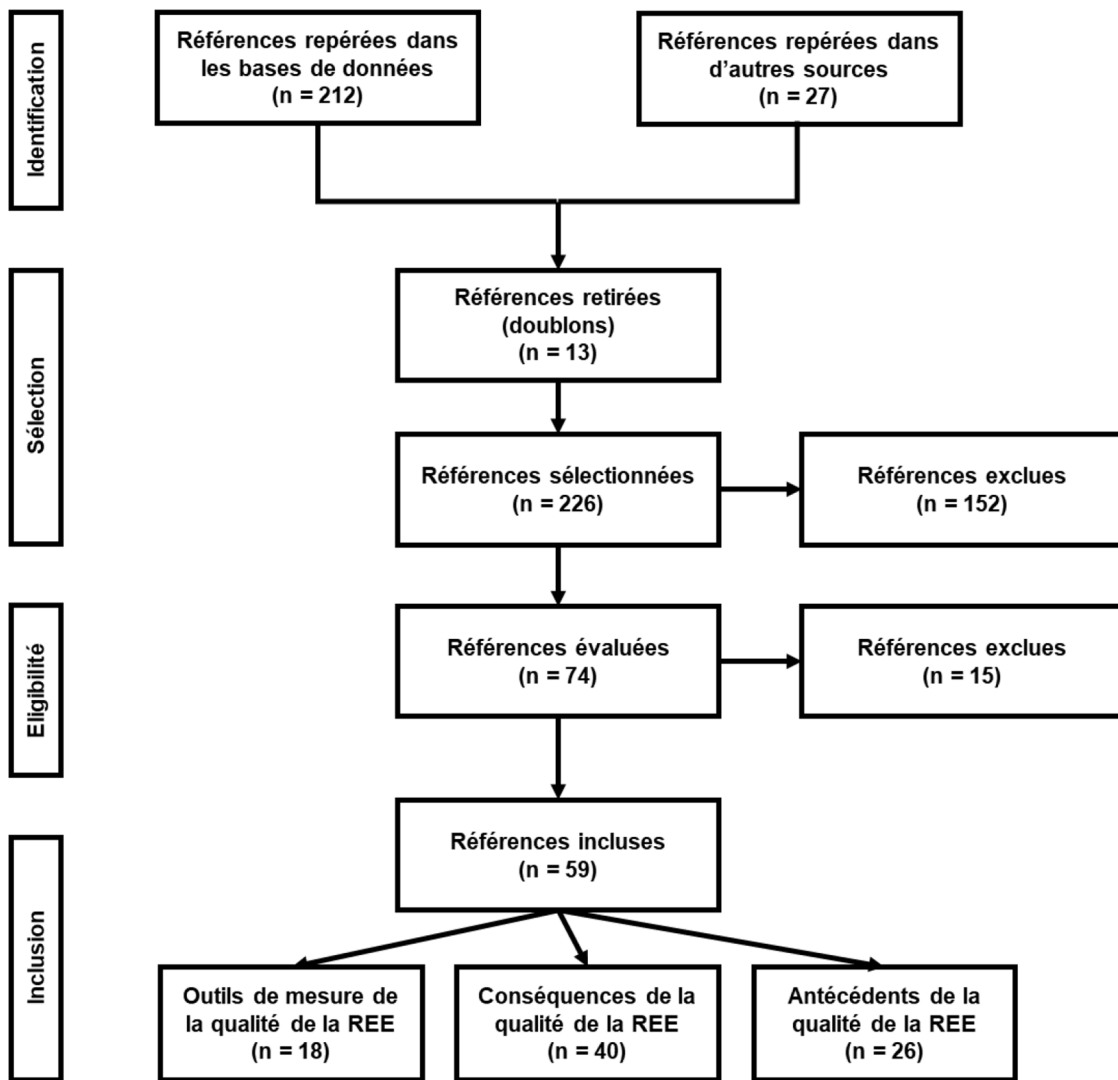 Identification
Références repérées dans
les bases de données
(n = 212)
Références repérées dans
d'autres sources
(n = 27)
Sélection
Références retirées
(doublons)
(n = 13)
Références sélectionnées
(n = 226)
Références exclues
(n = 152)
Eligibilité
Références évaluées
(n = 74)
Références exclues
(n = 15)
Inclusion
Références incluses
(n = 59)
Outils de mesure de
la qualité de la REE
(n = 18)
Conséquences de la
qualité de la REE
(n = 40)
Antécédents de la
qualité de la REE
(n = 26)